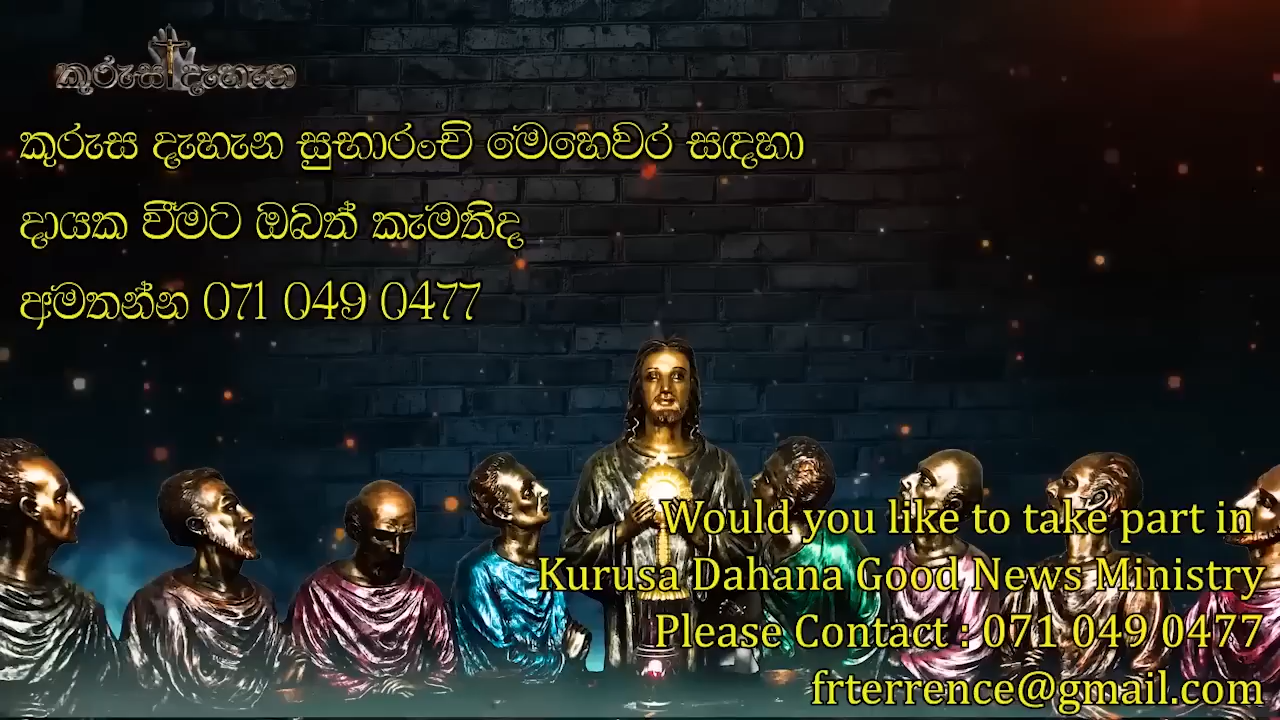 කුරුස දැහැන
කුරුස දැහැන සුභාරංචි මෙහෙවර සඳහා
දායක වීමට ඔබත් කැමතිද
අමතන්න 071 049 0477
Would you like to take part in
Kurusa Dahana Good News Ministry
Please Contact : 071 049 0477
frterrence@gmail.com